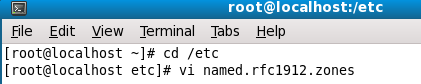 root@localhost:/etc
File Edit View Terminal Tabs Help
[root@localhost ~]# cd /etc
[root@localhost etc]# vi named.rfc1912.zones